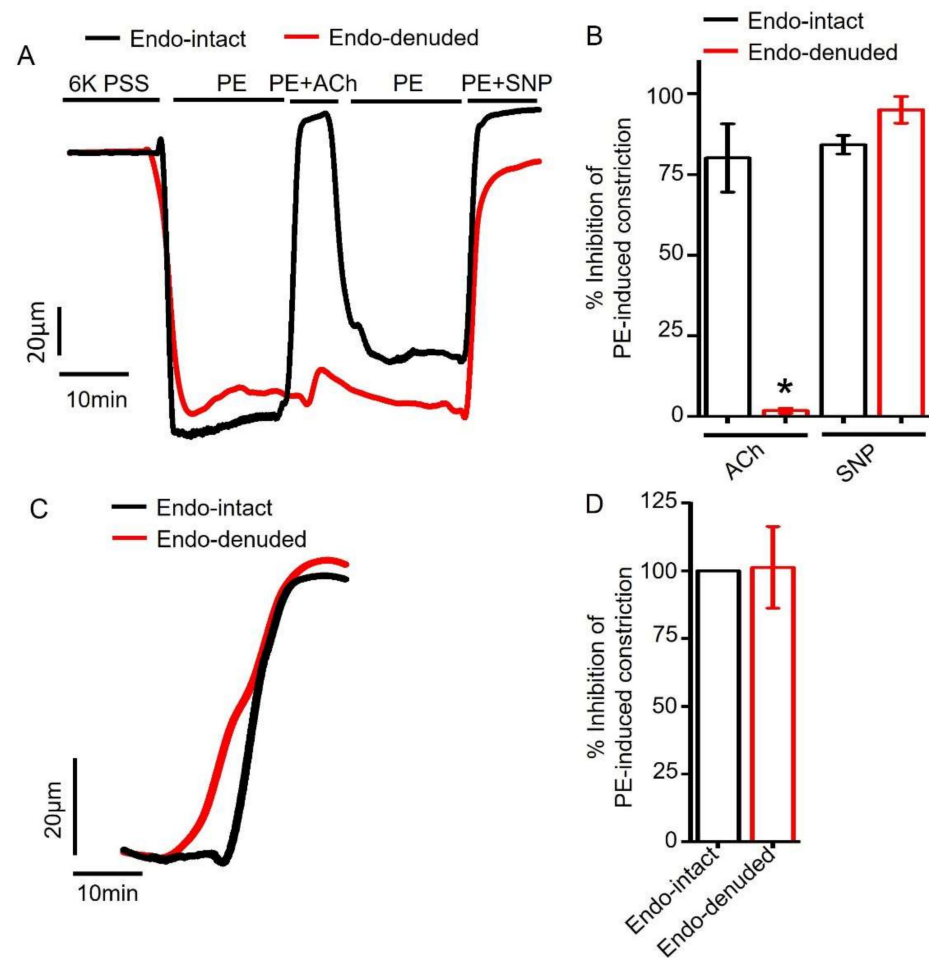 A
Endo-intact
Endo-denuded
6K PSS
PE
PE+ACh
PE
PE+SNP
20µm
10min
B
Endo-intact
Endo-denuded
% Inhibition of
PE-induced constriction
100
75
50
25
0
*
ACh
SNP
C
Endo-intact
Endo-denuded
20µm
10min
D
% Inhibition of
PE-induced constriction
125
100
75
50
25
0
Endo-intact
Endo-denuded